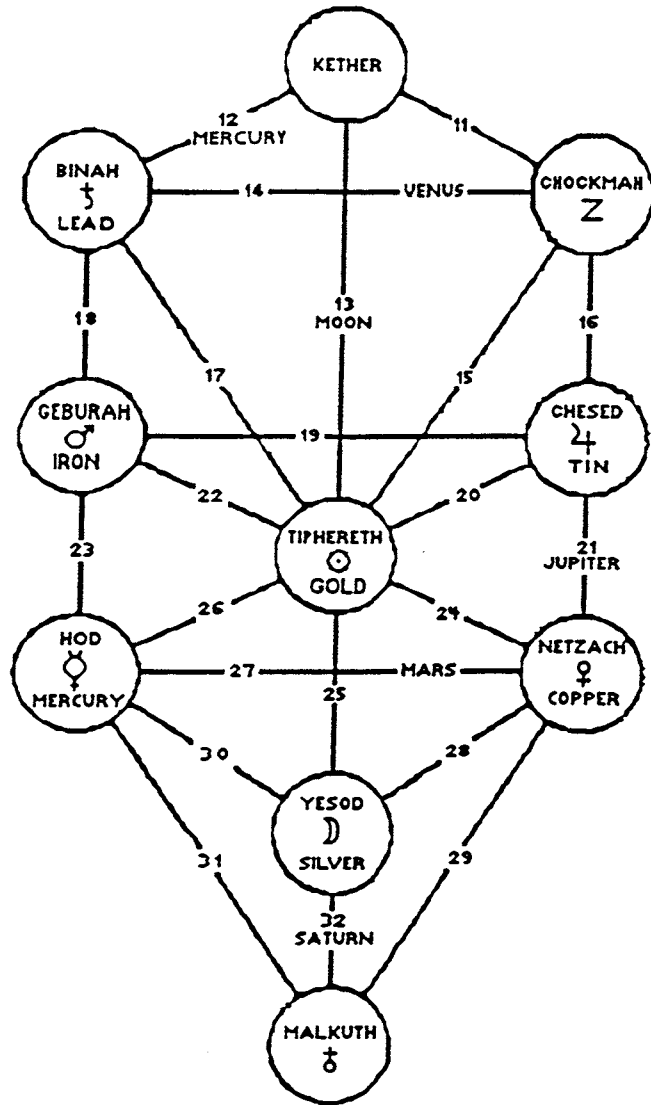 KETHER
12
MERCURY
11
BINAH
LEAD
14
VENUS
CHOCKMAH
Z
13
MOON
18
16
17
15
GEBURAH
♂
IRON
19
CHESED
♃
TIN
22
20
TIPHERETH
☉
GOLD
23
21
JUPITER
26
24
HOD
☿
MERCURY
27
MARS
NETZACH
♀
COPPER
25
30
28
YESOD
☽
SILVER
31
29
32
SATURN
MALKUTH
♁